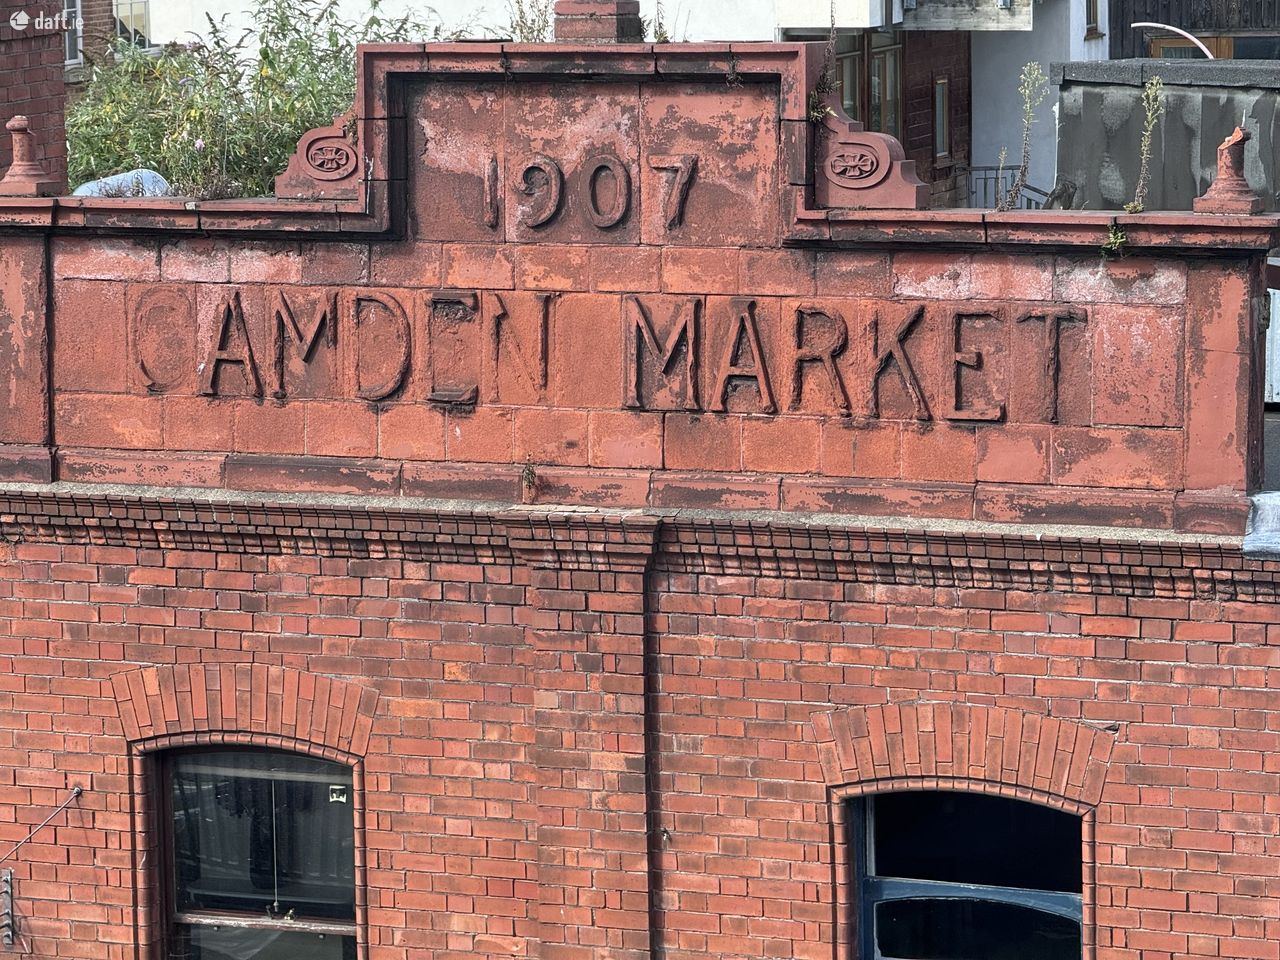 daft.ie
1907
CAMDEN MARKET